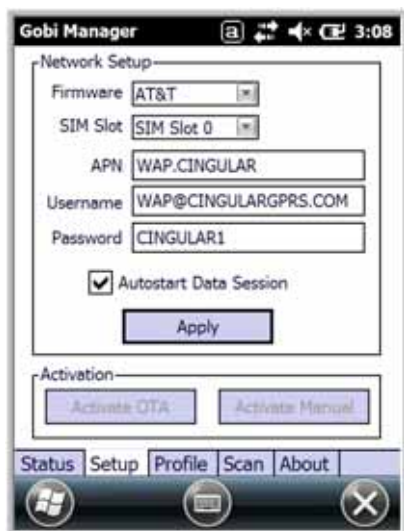 Gobi Manager a 3:08
Network Setup
Firmware AT&T
SIM Slot SIM Slot 0
APN WAP.CINGULAR
Username WAP@CINGULARGPRS.COM
Password CINGULAR1
Autostart Data Session
Apply
Activation
Activate OTA Activate Manual
Status Setup Profile Scan About